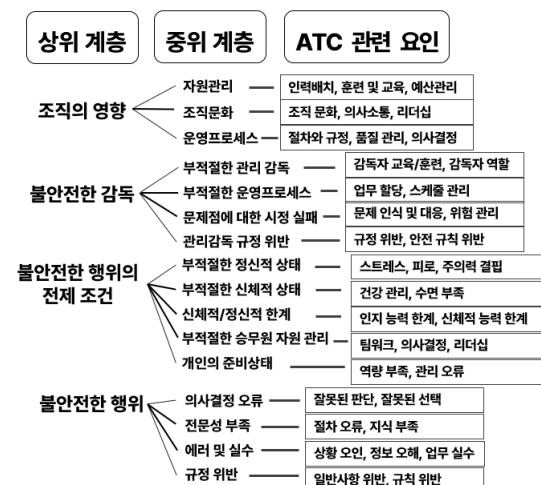 상위 계층 중위 계층 ATC 관련 요인
조직의 영향
자원관리 인력배치, 훈련 및 교육, 예산관리
조직문화 조직 문화, 의사소통, 리더십
운영프로세스 절차와 규정, 품질 관리, 의사결정
불안전한 감독
부적절한 관리 감독 감독자 교육/훈련, 감독자 역할
부적절한 운영프로세스 업무 할당, 스케줄 관리
문제점에 대한 시정 실패 문제 인식 및 대응, 위험 관리
관리감독 규정 위반 규정 위반, 안전 규칙 위반
불안전한 행위의
전제 조건
부적절한 정신적 상태 스트레스, 피로, 주의력 결핍
부적절한 신체적 상태 건강 관리, 수면 부족
신체적/정신적 한계 인지 능력 한계, 신체적 능력 한계
부적절한 승무원 자원 관리 팀워크, 의사결정, 리더십
개인의 준비상태 역량 부족, 관리 오류
불안전한 행위
의사결정 오류 잘못된 판단, 잘못된 선택
전문성 부족 절차 오류, 지식 부족
에러 및 실수 상황 오인, 정보 오해, 업무 실수
규정 위반 일반사항 위반, 규칙 위반